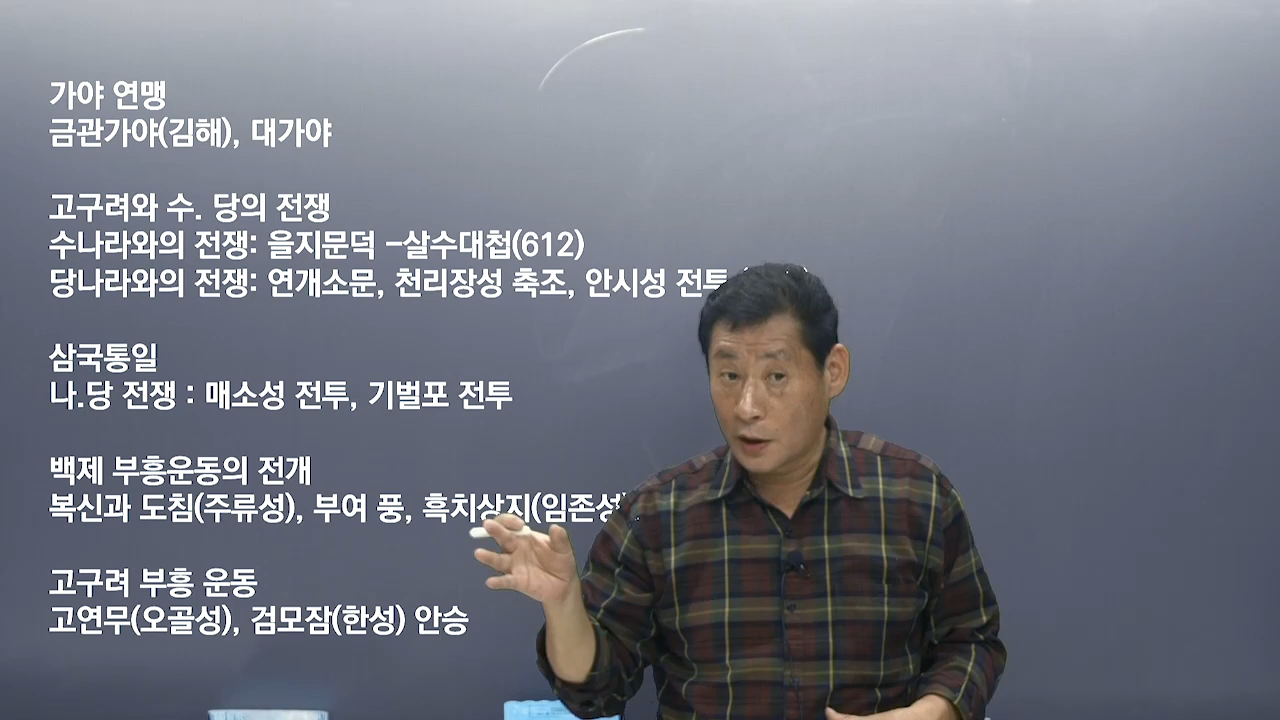 가야 연맹
금관가야(김해), 대가야
고구려와 수. 당의 전쟁
수나라와의 전쟁: 을지문덕 -살수대첩(612)
당나라와의 전쟁: 연개소문, 천리장성 축조, 안시성 전투
삼국통일
나.당 전쟁 : 매소성 전투, 기벌포 전투
백제 부흥운동의 전개
복신과 도침(주류성), 부여 풍, 흑치상지(임존성).
고구려 부흥 운동
고연무(오골성), 검모잠(한성) 안승